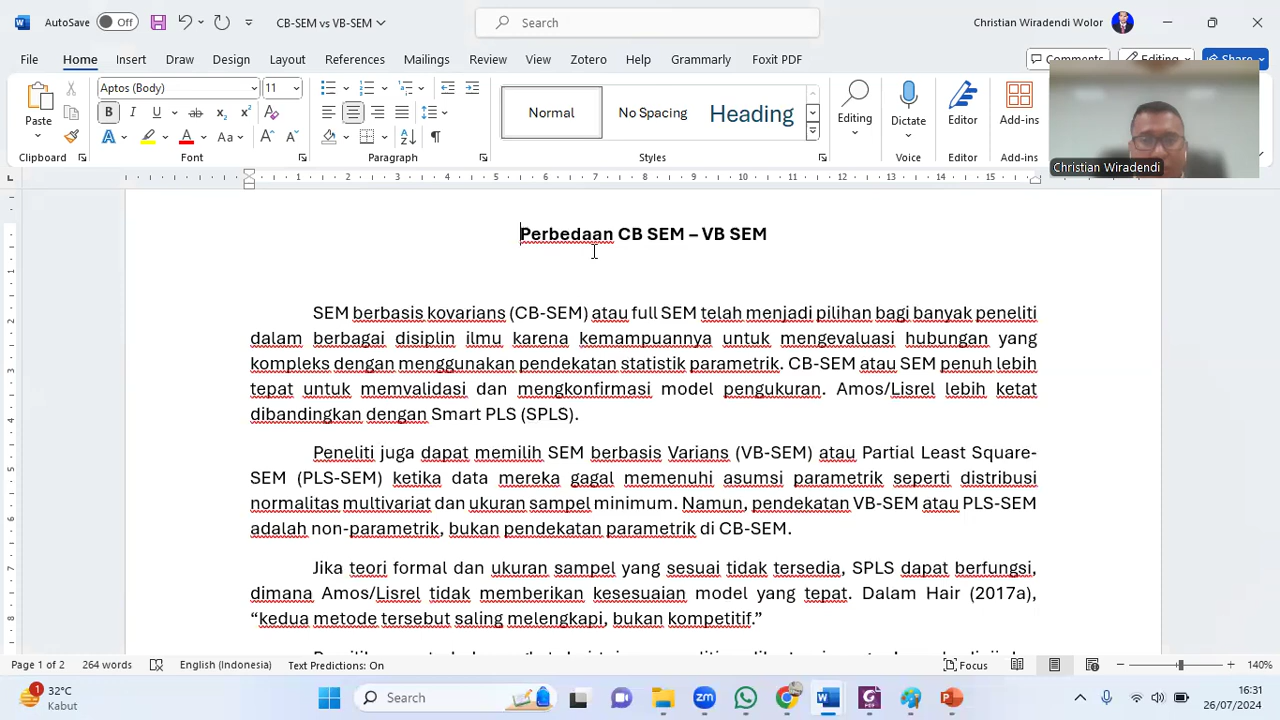 AutoSave Off CB-SEM vs VB-SEM Search Christian Wiradendi Wolor
File Home Insert Draw Design Layout References Mailings Review View Zotero Help Grammarly Foxit PDF Comments Editing Share
Paste Aptos (Body) 11 Normal No Spacing Heading Editing Dictate Editor Add-ins
Clipboard Font Paragraph Styles Voice Editor Add-ins
Christian Wiradendi
Perbedaan CB SEM – VB SEM
SEM berbasis kovarians (CB-SEM) atau full SEM telah menjadi pilihan bagi banyak peneliti
dalam berbagai disiplin ilmu karena kemampuannya untuk mengevaluasi hubungan yang
kompleks dengan menggunakan pendekatan statistik parametrik. CB-SEM atau SEM penuh lebih
tepat untuk memvalidasi dan mengkonfirmasi model pengukuran. Amos/Lisrel lebih ketat
dibandingkan dengan Smart PLS (SPLS).
Peneliti juga dapat memilih SEM berbasis Varians (VB-SEM) atau Partial Least Square-
SEM (PLS-SEM) ketika data mereka gagal memenuhi asumsi parametrik seperti distribusi
normalitas multivariat dan ukuran sampel minimum. Namun, pendekatan VB-SEM atau PLS-SEM
adalah non-parametrik, bukan pendekatan parametrik di CB-SEM.
Jika teori formal dan ukuran sampel yang sesuai tidak tersedia, SPLS dapat berfungsi,
dimana Amos/Lisrel tidak memberikan kesesuaian model yang tepat. Dalam Hair (2017a),
“kedua metode tersebut saling melengkapi, bukan kompetitif.”
Page 1 of 2 264 words English (Indonesia) Text Predictions: On Focus 140%
32°C
Kabut
Search
16:31
26/07/2024